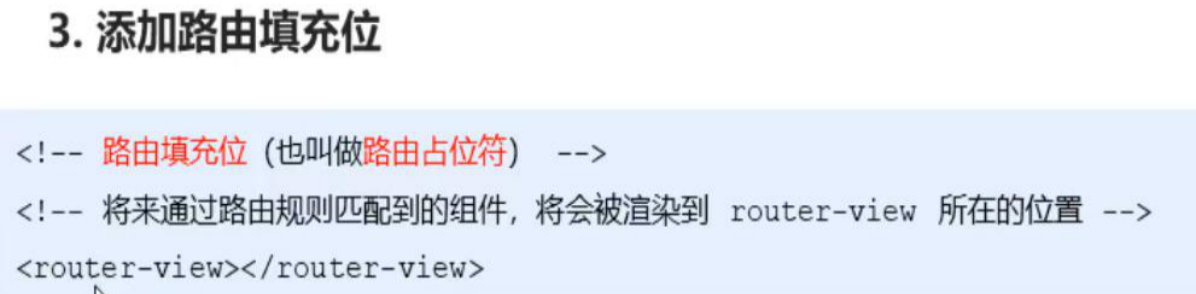 3. 添加路由填充位
<!-- 路由填充位（也叫做路由占位符） -->
<!-- 将来通过路由规则匹配到的组件，将会被渲染到 router-view 所在的位置 -->
<router-view></router-view>